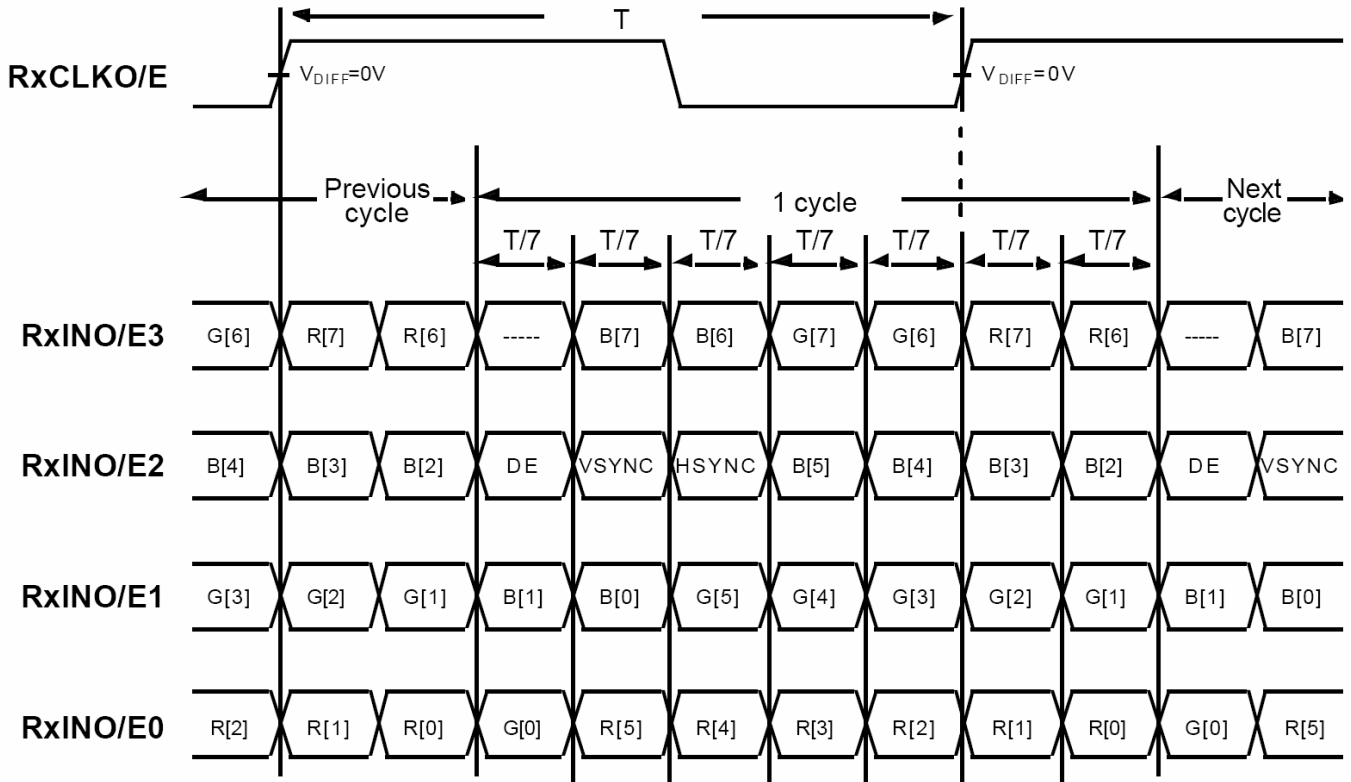 T
RxCLKO/E VDIFF=0V VDIFF=0V
Previous cycle 1 cycle Next cycle
T/7 T/7 T/7 T/7 T/7 T/7 T/7
RxINO/E3 G[6] R[7] R[6] ----- B[7] B[6] G[7] G[6] R[7] R[6] ----- B[7]
RxINO/E2 B[4] B[3] B[2] DE VSYNC HSYNC B[5] B[4] B[3] B[2] DE VSYNC
RxINO/E1 G[3] G[2] G[1] B[1] B[0] G[5] G[4] G[3] G[2] G[1] B[1] B[0]
RxINO/E0 R[2] R[1] R[0] G[0] R[5] R[4] R[3] R[2] R[1] R[0] G[0] R[5]